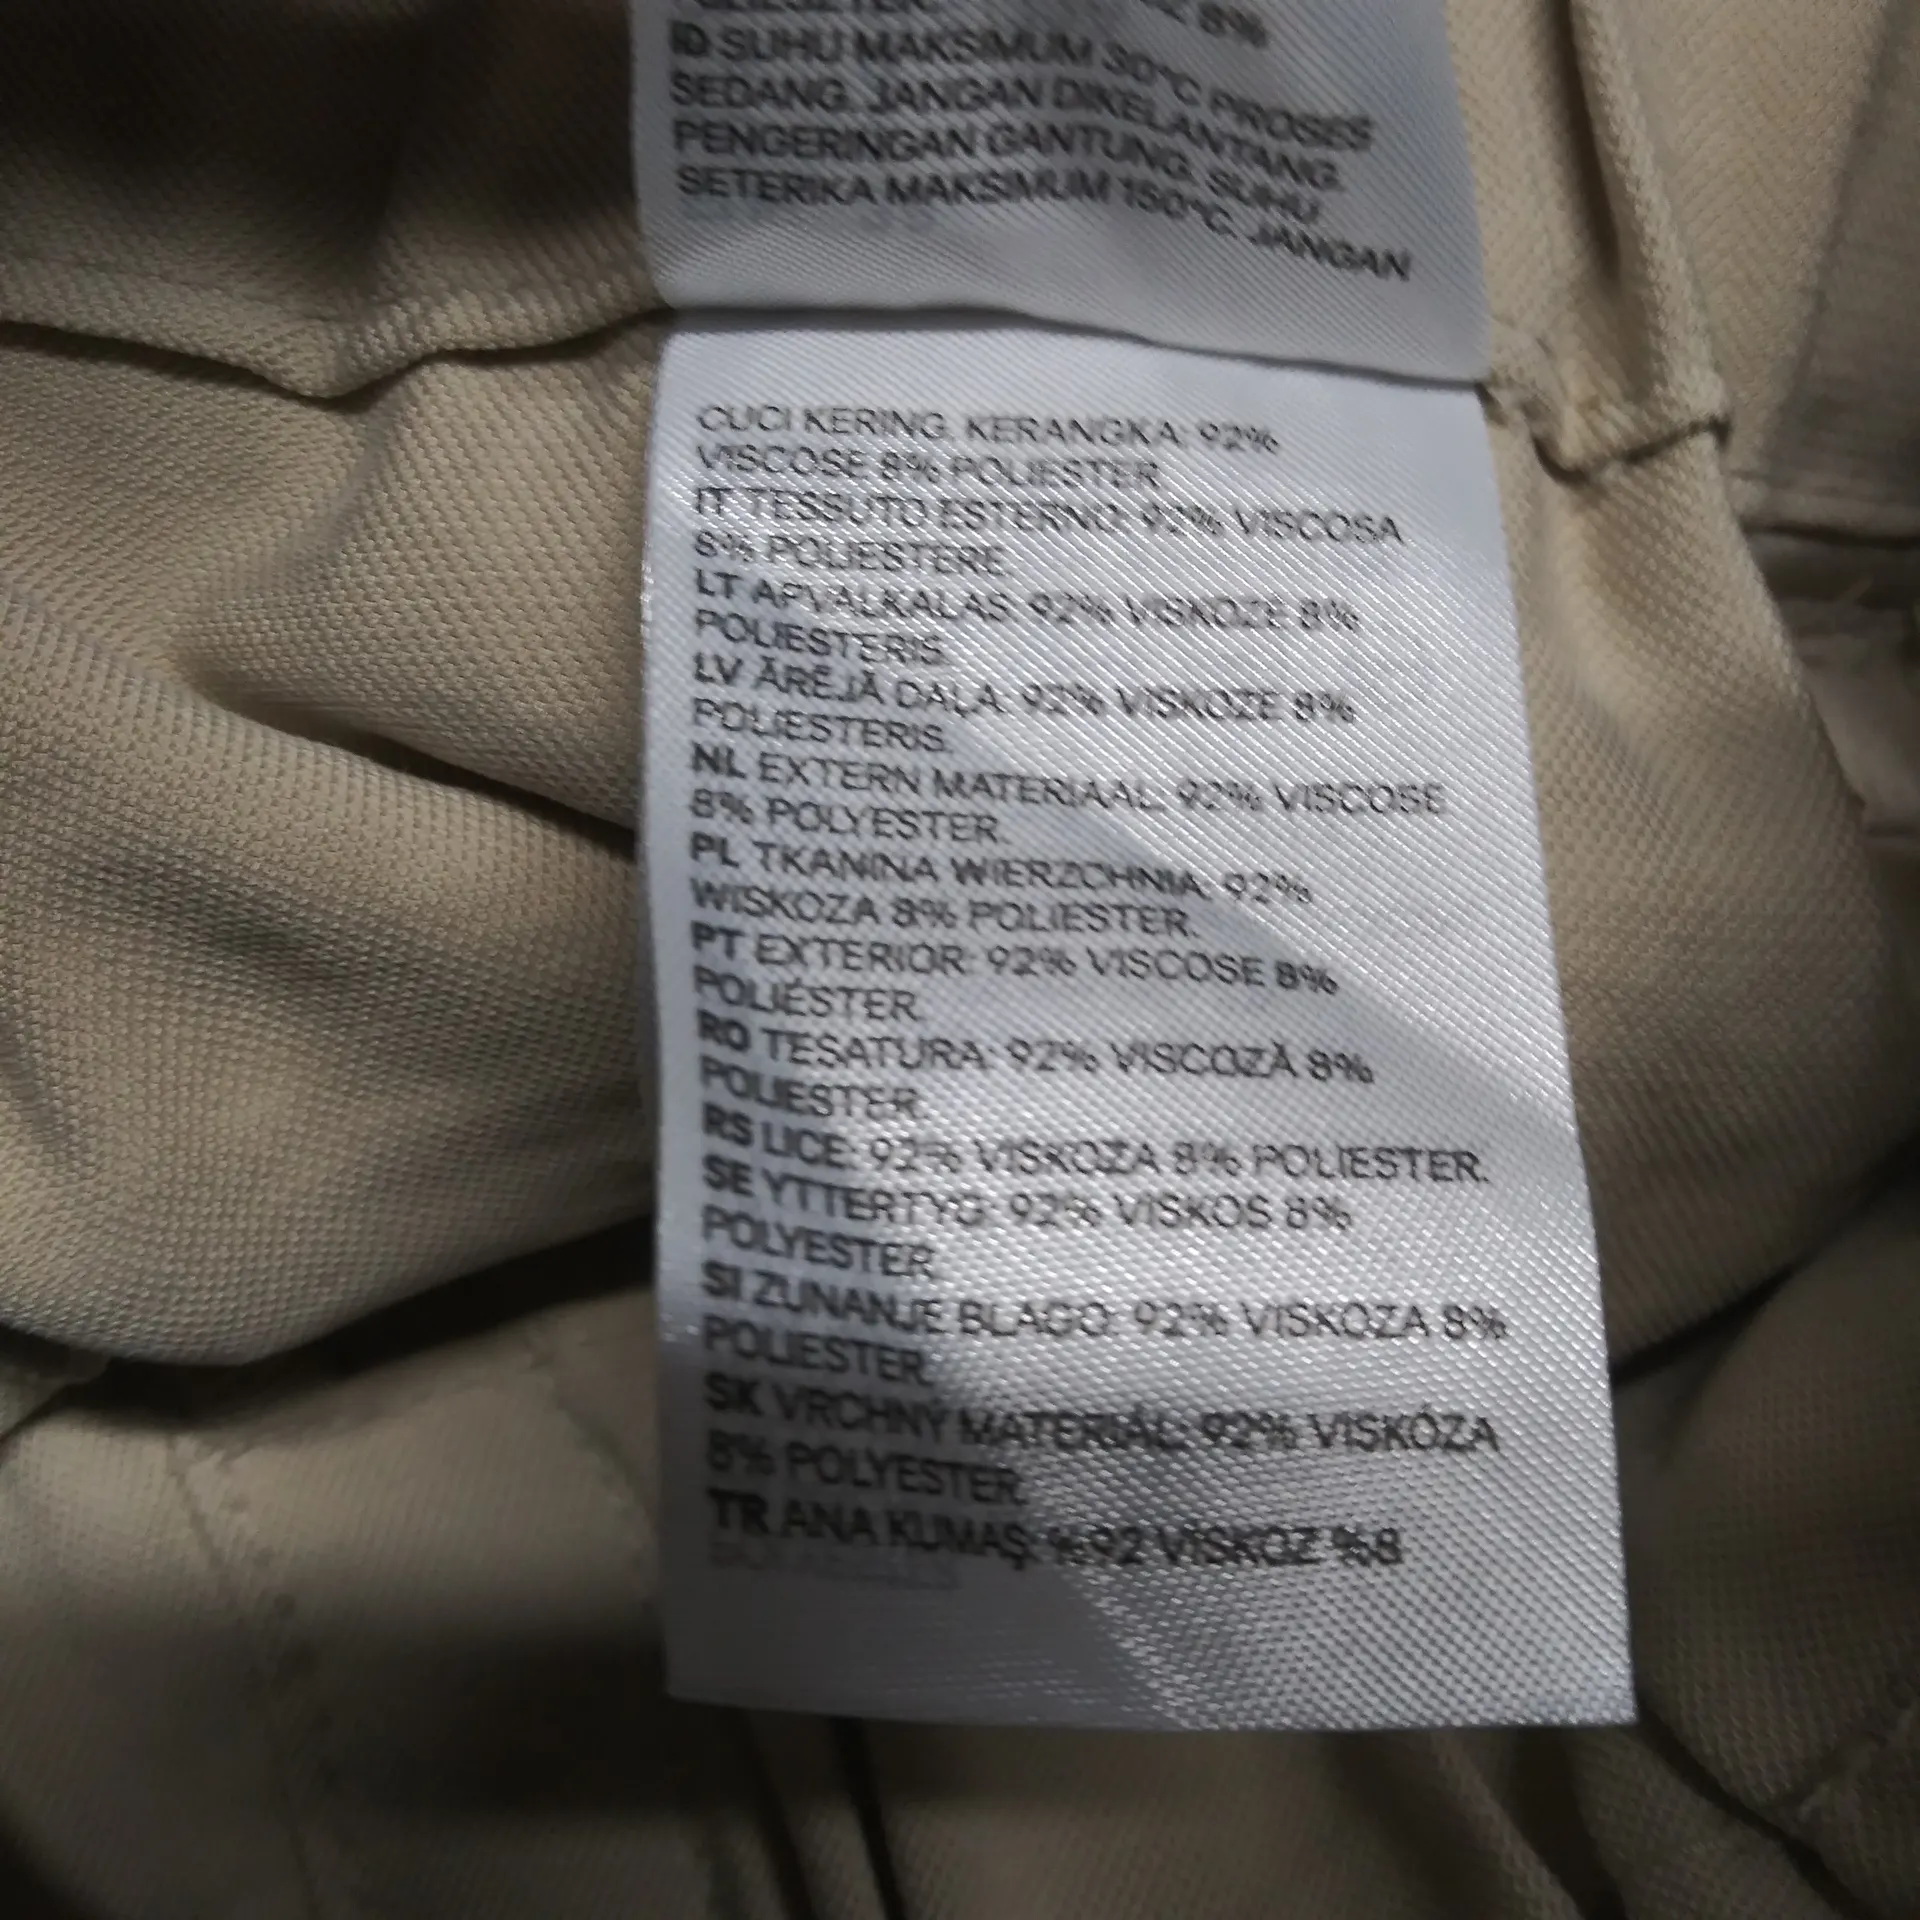 8%
ID SUHU MAKSIMUM 30°C PROSES
SEDANG. JANGAN DIKELANTANG.
PENGERINGAN GANTUNG. SUHU
SETERIKA MAKSIMUM 150°C. JANGAN
CUCI KERING. KERANGKA: 92%
VISCOSE 8% POLIESTER
IT TESSUTO ESTERNO: 92% VISCOSA
8% POLIESTERE.
LT APVALKALAS: 92% VISKOZĖ 8%
POLIESTERIS.
LV ĀRĒJĀ DAĻA: 92% VISKOZE 8%
POLIESTERIS.
NL EXTERN MATERIAAL: 92% VISCOSE
8% POLYESTER.
PL TKANINA WIERZCHNIA: 92%
WISKOZA 8% POLIESTER.
PT EXTERIOR: 92% VISCOSE 8%
POLIÉSTER.
RO TESATURA: 92% VISCOZĂ 8%
POLIESTER.
RS LICE: 92% VISKOZA 8% POLIESTER.
SE YTTERTYG: 92% VISKOS 8%
POLYESTER.
SI ZUNANJE BLAGO: 92% VISKOZA 8%
POLIESTER.
SK VRCHNÝ MATERIÁL: 92% VISKÓZA
8% POLYESTER.
TR ANA KUMAŞ: %92 VİSKOZ %8